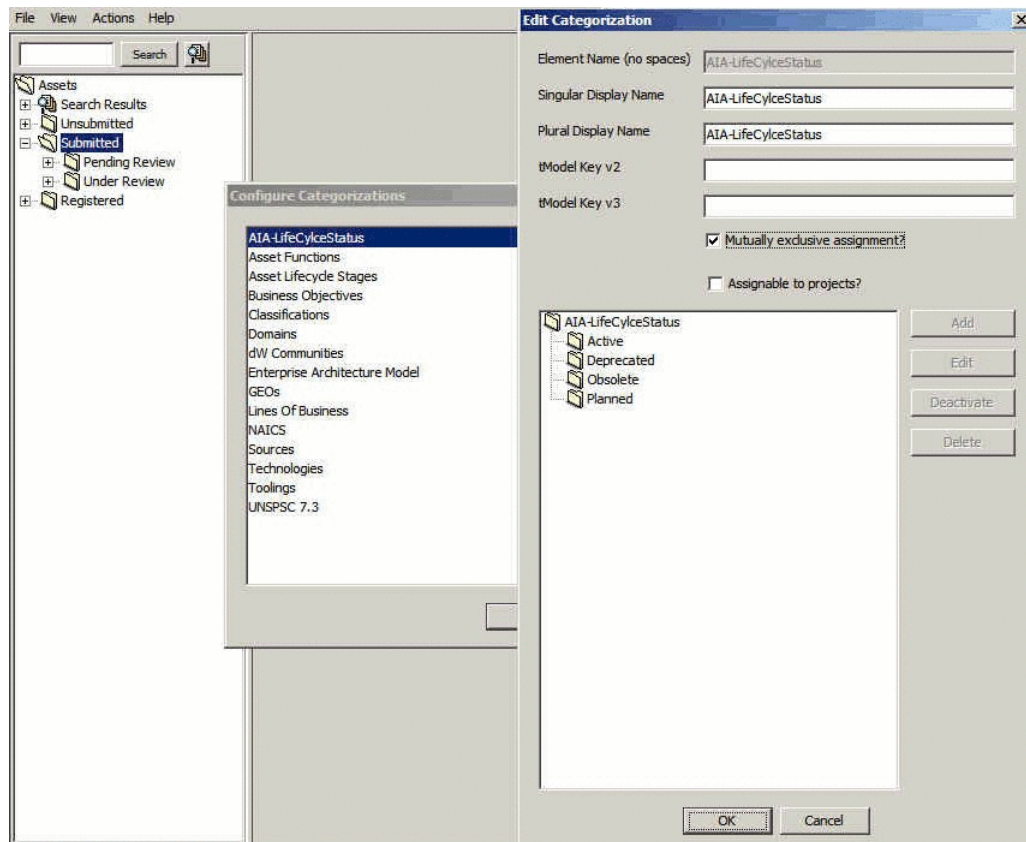 File View Actions Help
Search
Assets
Search Results
Unsubmitted
Submitted
Pending Review
Under Review
Registered
Configure Categorizations
AIA-LifeCylceStatus
Asset Functions
Asset Lifecycle Stages
Business Objectives
Classifications
Domains
dW Communities
Enterprise Architecture Model
GEOs
Lines Of Business
NAICS
Sources
Technologies
Toolings
UNSPSC 7.3
Edit Categorization
Element Name (no spaces) AIA-LifeCylceStatus
Singular Display Name AIA-LifeCylceStatus
Plural Display Name AIA-LifeCylceStatus
tModel Key v2
tModel Key v3
Mutually exclusive assignment?
Assignable to projects?
AIA-LifeCylceStatus
Active
Deprecated
Obsolete
Planned
Add
Edit
Deactivate
Delete
OK Cancel